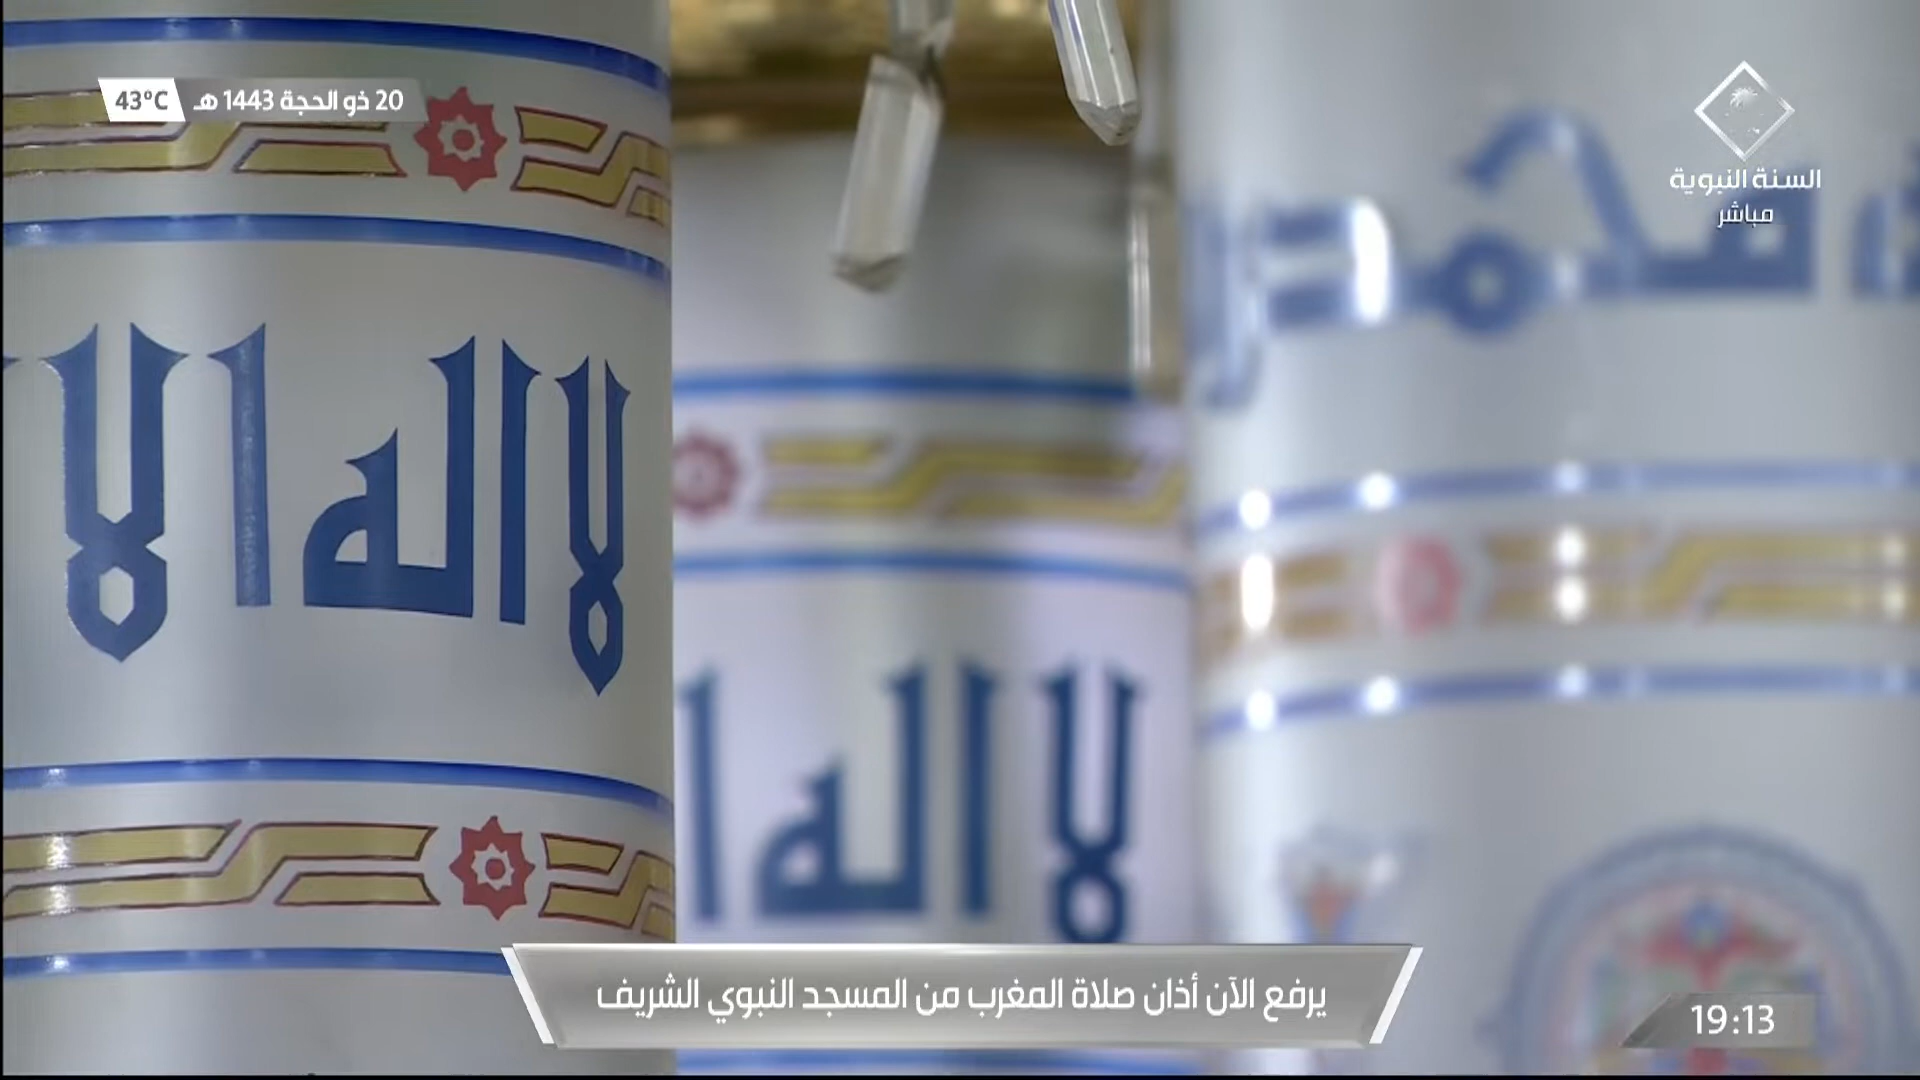 43°C
20 ذو الحجة 1443 هـ
السنة النبوية
مباشر
محمد
لا اله الا
لا اله ا
يرفع الآن أذان صلاة المغرب من المسجد النبوي الشريف
19:13